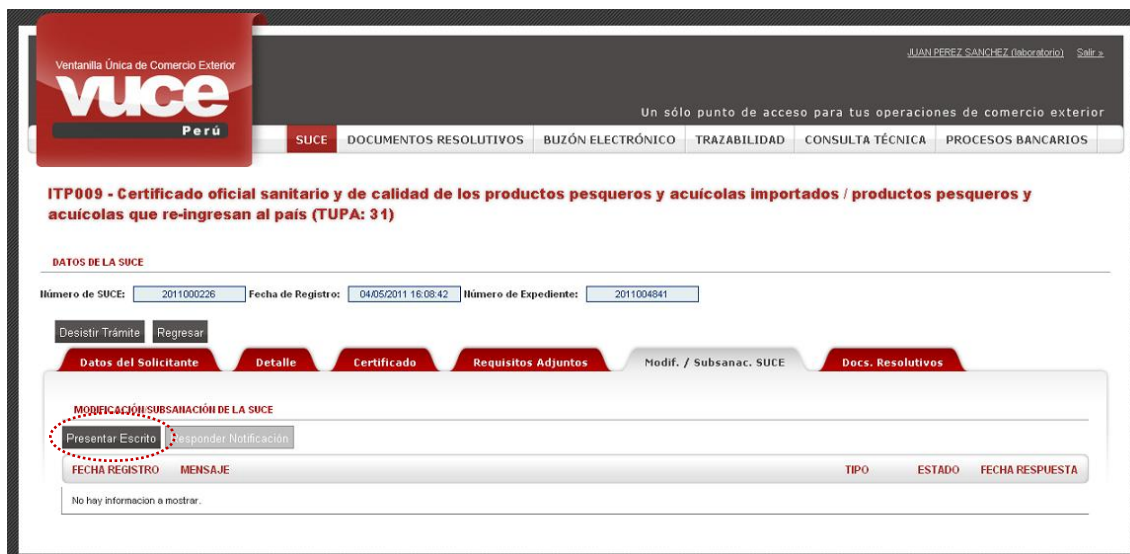 JUAN PEREZ SANCHEZ (laboratorio) Salir »
Ventanilla Única de Comercio Exterior
vuce
Perú
Un sólo punto de acceso para tus operaciones de comercio exterior
SUCE DOCUMENTOS RESOLUTIVOS BUZÓN ELECTRÓNICO TRAZABILIDAD CONSULTA TÉCNICA PROCESOS BANCARIOS
ITP009 - Certificado oficial sanitario y de calidad de los productos pesqueros y acuícolas importados / productos pesqueros y
acuícolas que re-ingresan al país (TUPA: 31)
DATOS DE LA SUCE
Número de SUCE: 2011000226 Fecha de Registro: 04/05/2011 16:08:42 Número de Expediente: 2011004841
Desistir Trámite Regresar
Datos del Solicitante Detalle Certificado Requisitos Adjuntos Modif. / Subsanac. SUCE Docs. Resolutivos
MODIFICACIÓN/SUBSANACIÓN DE LA SUCE
Presentar Escrito Responder Notificación
FECHA REGISTRO MENSAJE TIPO ESTADO FECHA RESPUESTA
No hay informacion a mostrar.